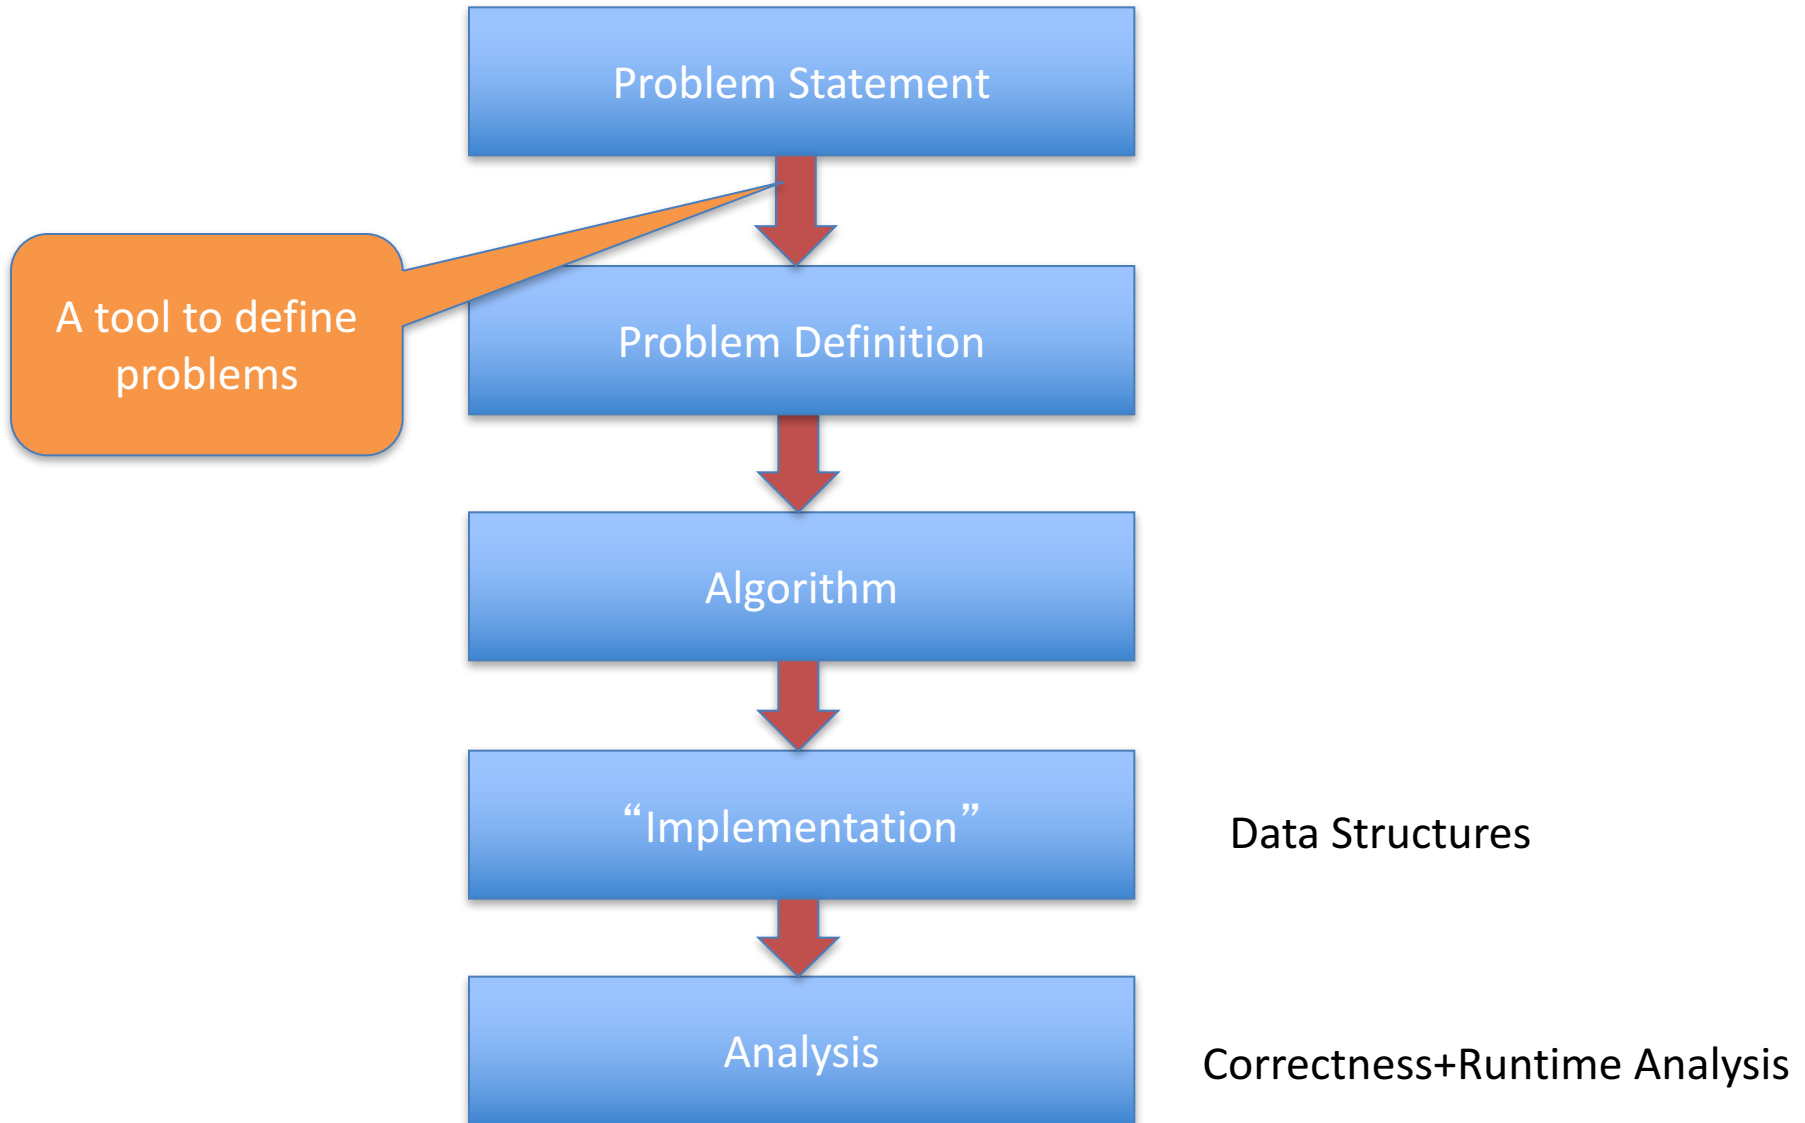 Problem Statement
A tool to define
problems
Problem Definition
Algorithm
“Implementation”
Data Structures
Analysis
Correctness+Runtime Analysis